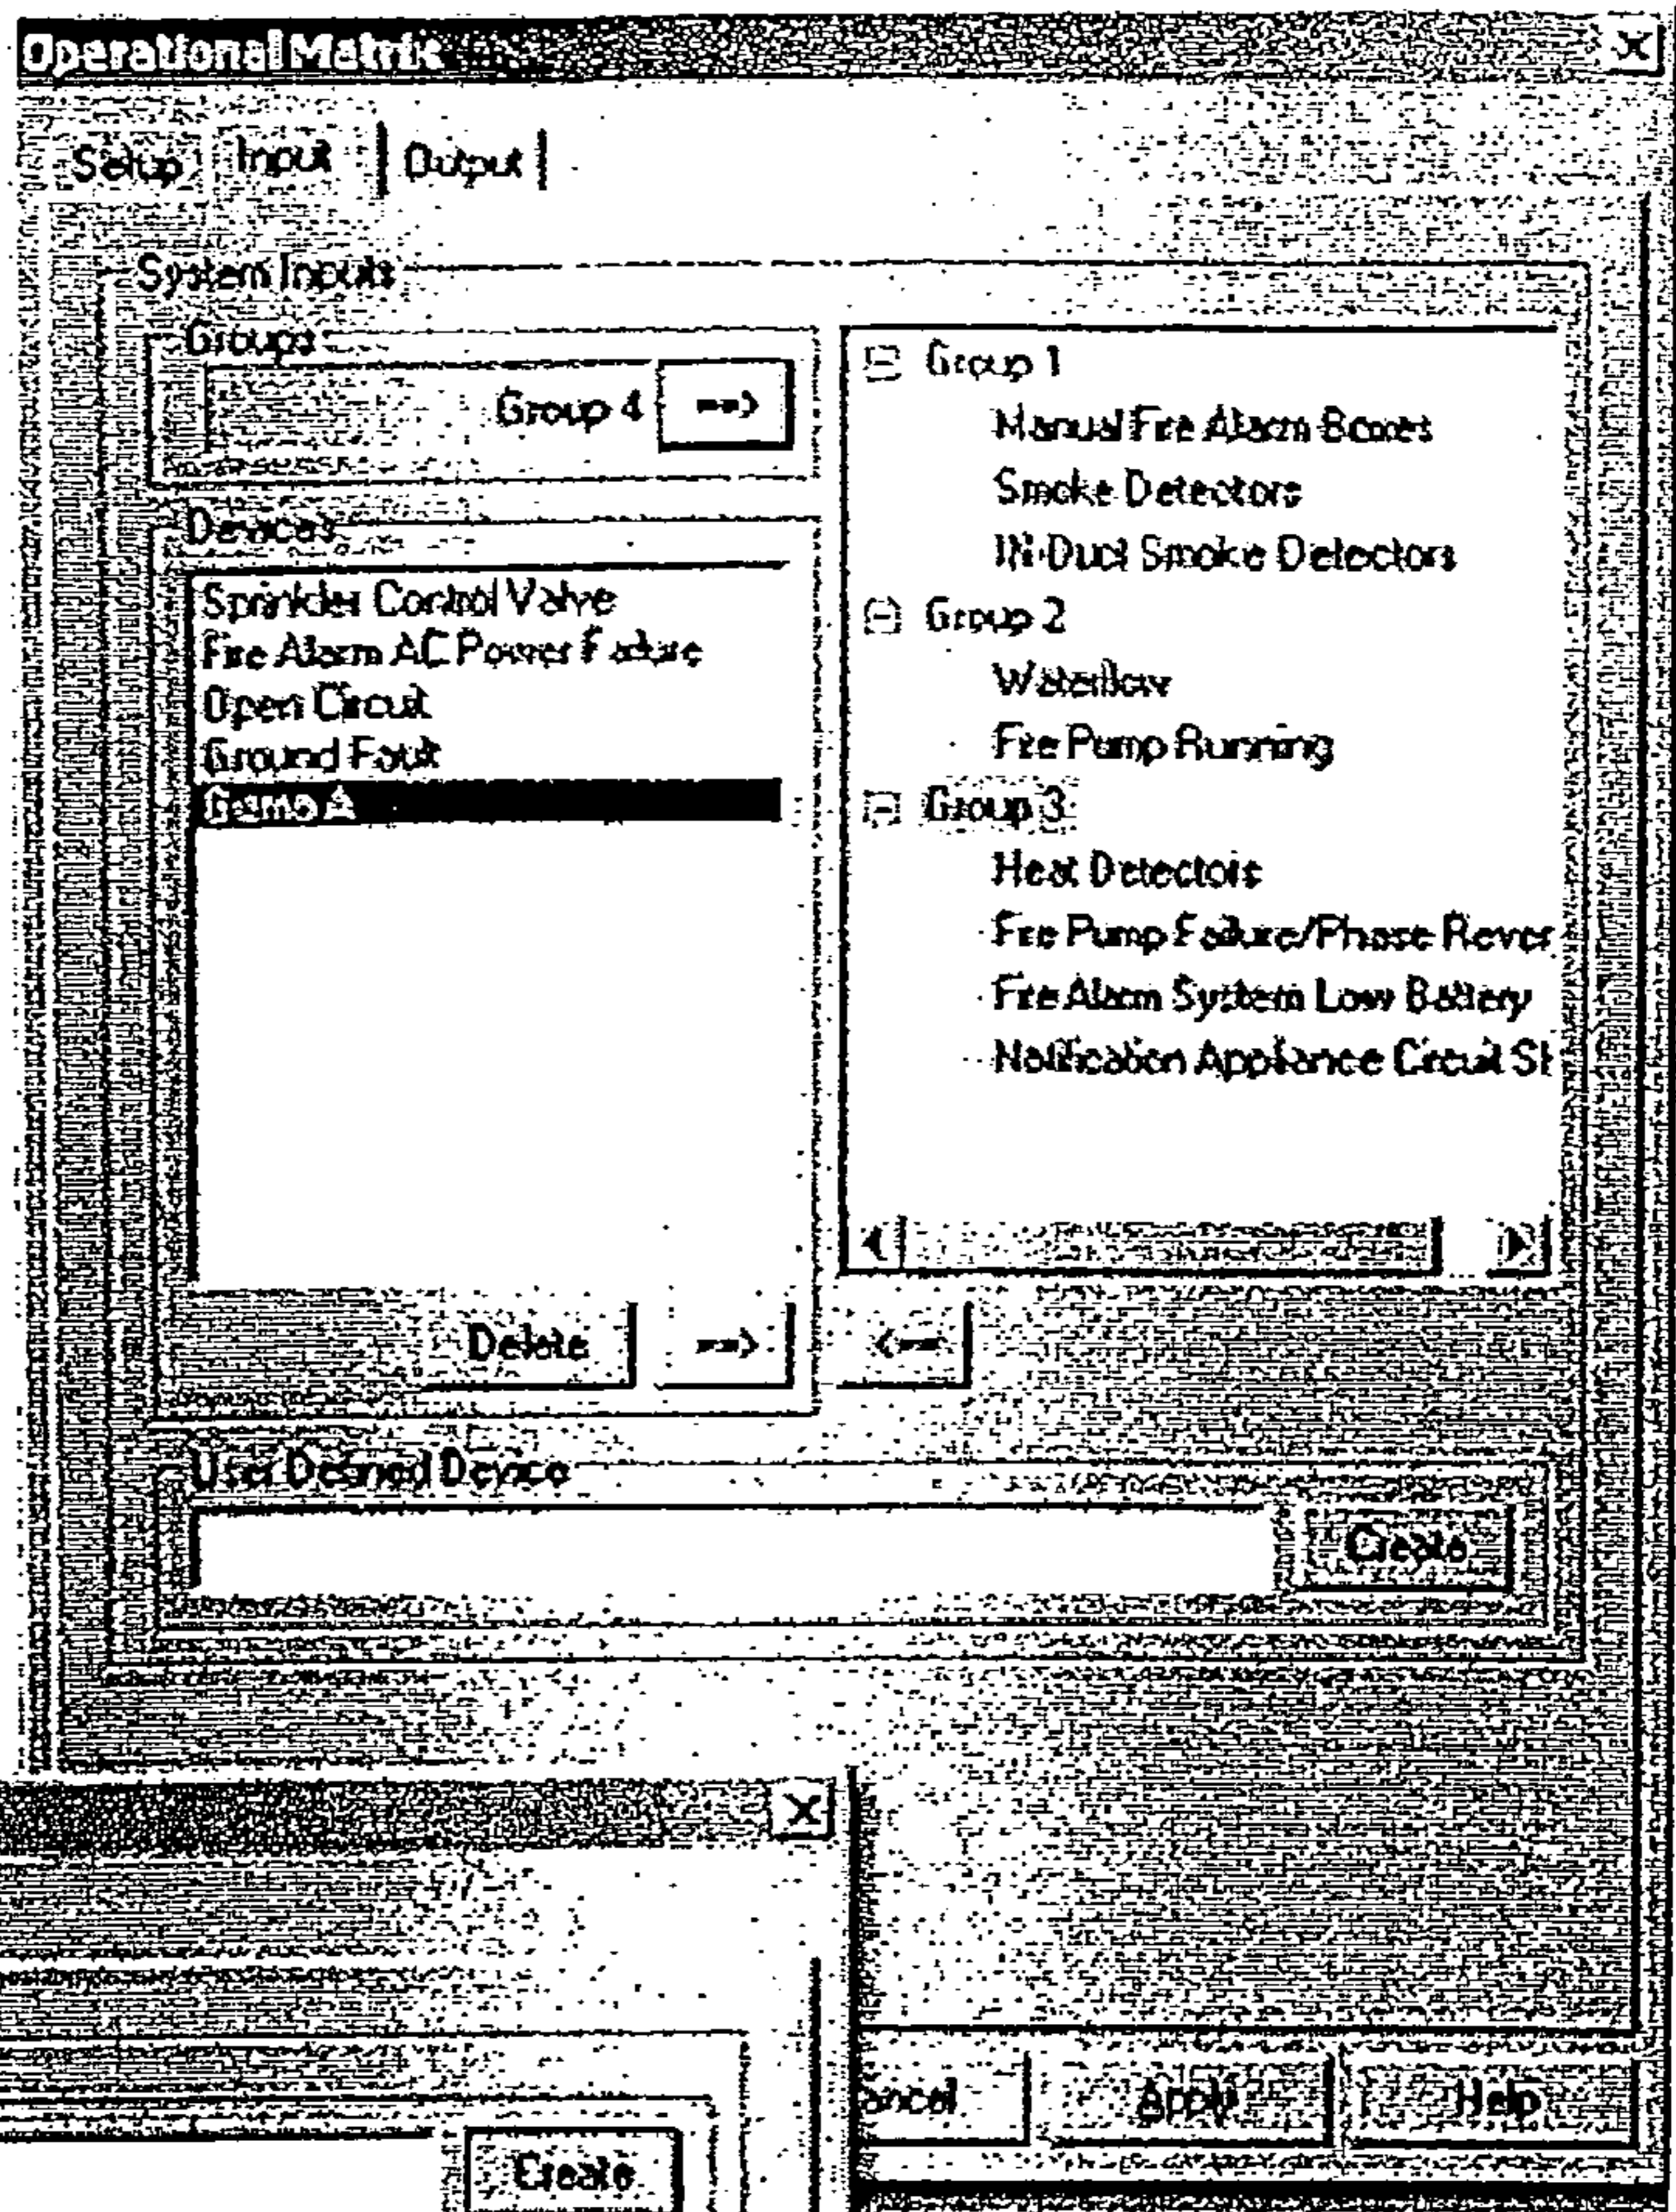 Operational Matrix
Setup Input Output
System Inputs
Groups
Group 4 ==>
Devices
Sprinkler Control Valve
Fire Alarm AC Power Failure
Open Circuit
Ground Fault
Delete ==> <==
Group 1
Manual Fire Alarm Boxes
Smoke Detectors
IN-Duct Smoke Detectors
Group 2
Waterflow
Fire Pump Running
Group 3
Heat Detectors
Fire Pump Failure/Phase Rever
Fire Alarm System Low Battery
Notification Appliance Circuit Sh
User Defined Device
Create
ancel Apply Help
Create